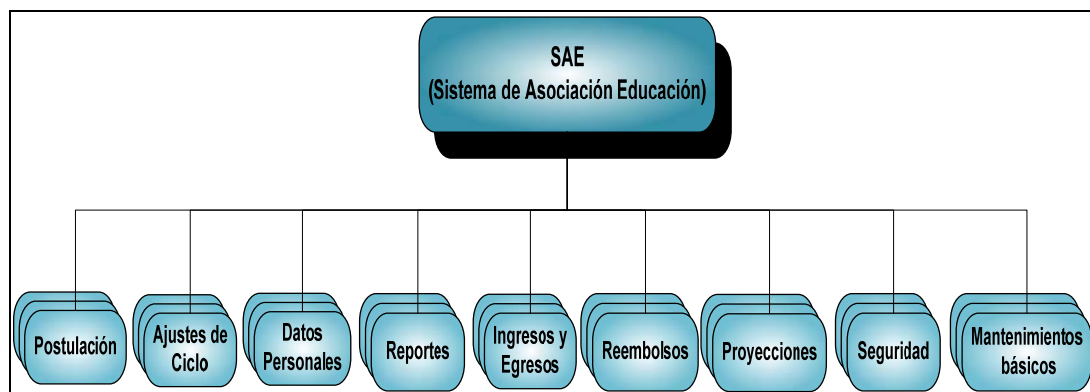 SAE
(Sistema de Asociación Educación)
Postulación
Ajustes de
Ciclo
Datos
Personales
Reportes
Ingresos y
Egresos
Reembolsos
Proyecciones
Seguridad
Mantenimientos
básicos